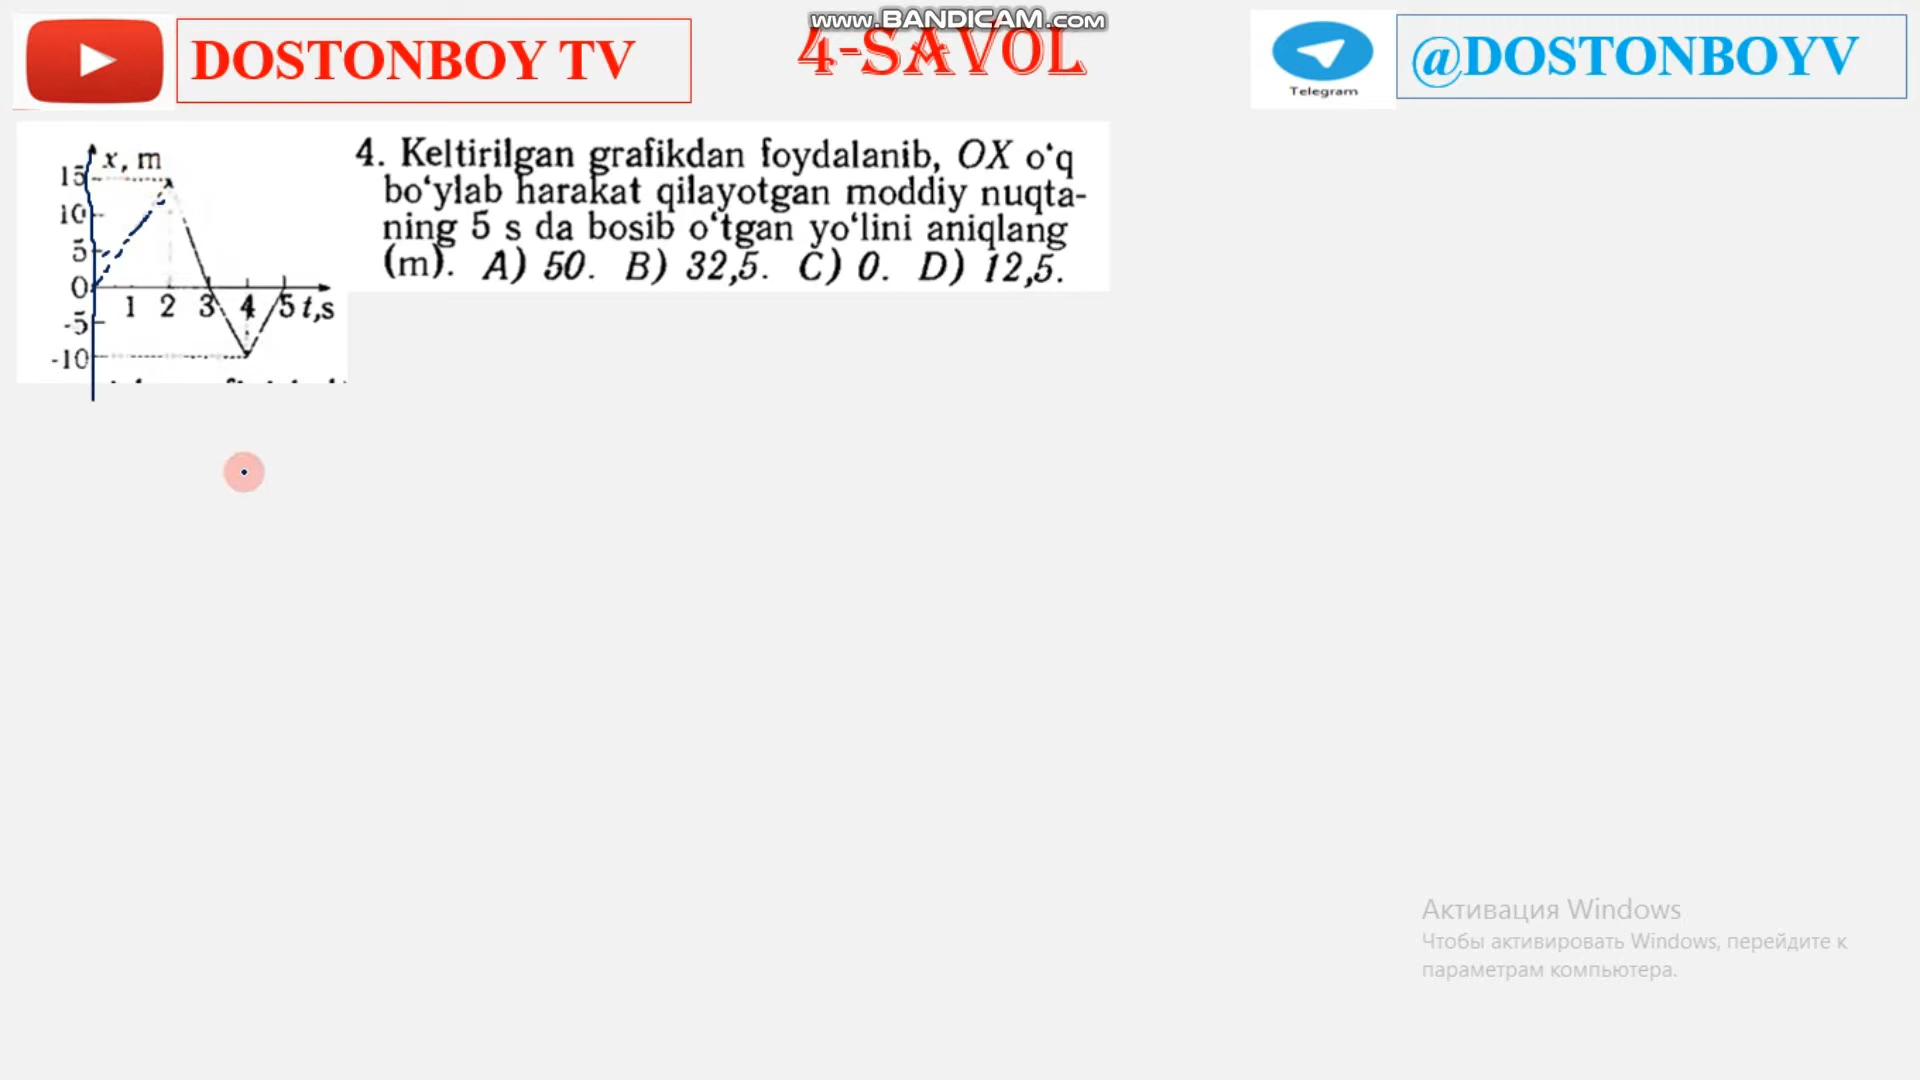 www.BANDICAM.com
DOSTONBOY TV
4-SAVOL
Telegram
@DOSTONBOYV
x, m
15
10
5
0
-5
-10
1 2 3 4 5 t,s
4. Keltirilgan grafikdan foydalanib, OX o‘q
bo‘ylab harakat qilayotgan moddiy nuqta-
ning 5 s da bosib o‘tgan yo‘lini aniqlang
(m). A) 50. B) 32,5. C) 0. D) 12,5.
Активация Windows
Чтобы активировать Windows, перейдите к
параметрам компьютера.